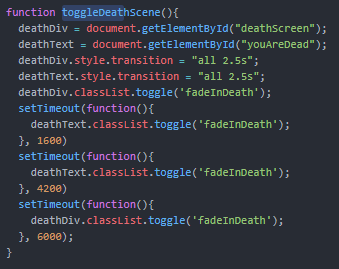 function toggleDeathScene(){
deathDiv = document.getElementById("deathScreen");
deathText = document.getElementById("youAreDead");
deathDiv.style.transition = "all 2.5s";
deathText.style.transition = "all 2.5s";
deathDiv.classList.toggle('fadeInDeath');
setTimeout(function(){
deathText.classList.toggle('fadeInDeath');
}, 1600)
setTimeout(function(){
deathText.classList.toggle('fadeInDeath');
}, 4200)
setTimeout(function(){
deathDiv.classList.toggle('fadeInDeath');
}, 6000);
}